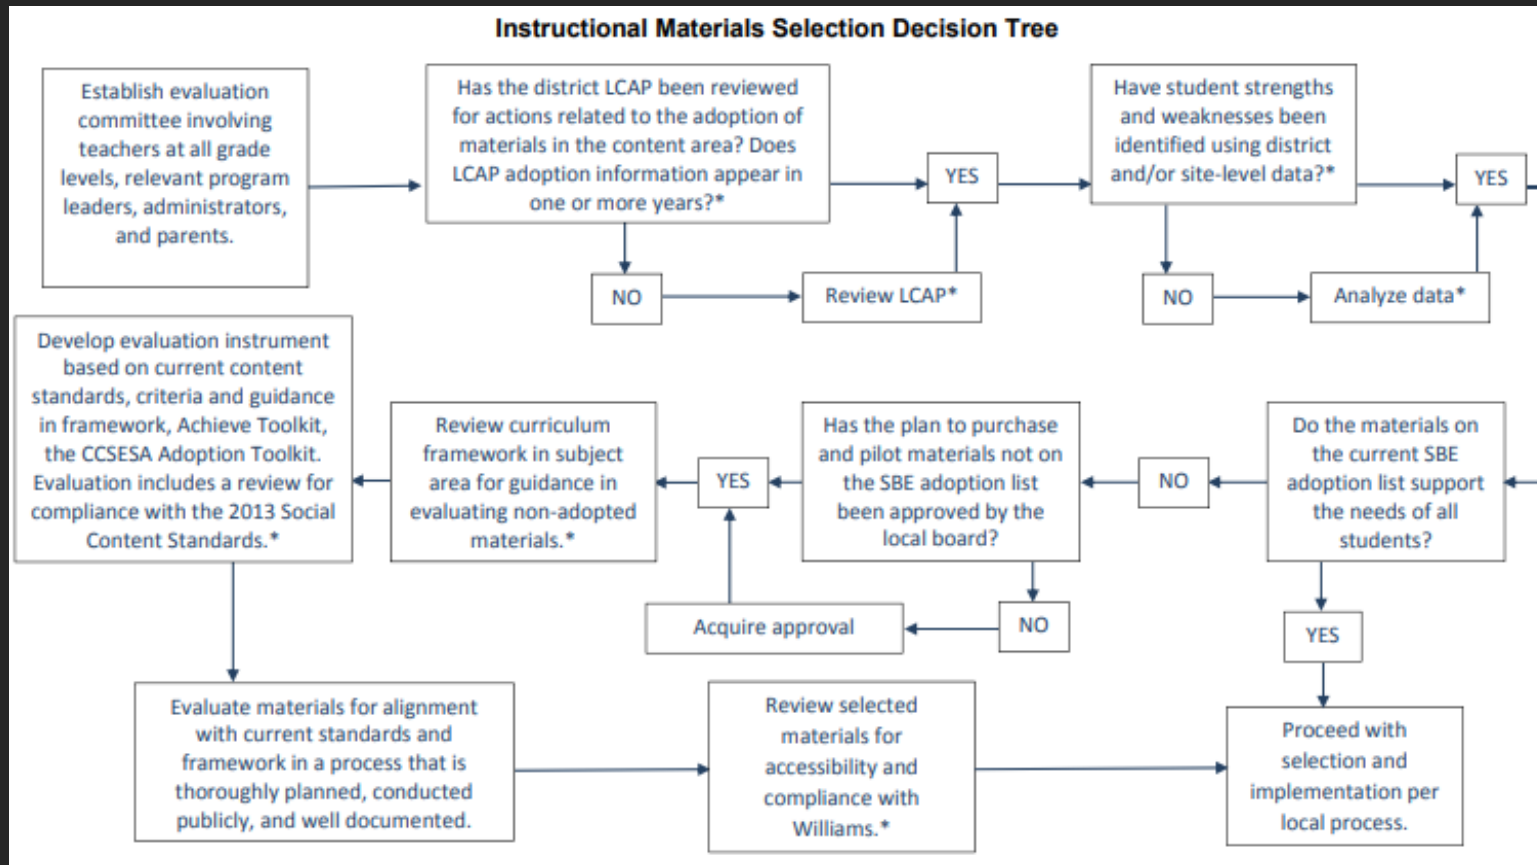 Instructional Materials Selection Decision Tree
Establish evaluation
committee involving
teachers at all grade
levels, relevant program
leaders, administrators,
and parents.
Has the district LCAP been reviewed
for actions related to the adoption of
materials in the content area? Does
LCAP adoption information appear in
one or more years?*
YES
NO
Review LCAP*
Have student strengths
and weaknesses been
identified using district
and/or site-level data?*
YES
NO
Analyze data*
Do the materials on
the current SBE
adoption list support
the needs of all
students?
NO
YES
Has the plan to purchase
and pilot materials not on
the SBE adoption list
been approved by the
local board?
YES
NO
Acquire approval
Review curriculum
framework in subject
area for guidance in
evaluating non-adopted
materials.*
Develop evaluation instrument
based on current content
standards, criteria and guidance
in framework, Achieve Toolkit,
the CCSESA Adoption Toolkit.
Evaluation includes a review for
compliance with the 2013 Social
Content Standards.*
Evaluate materials for alignment
with current standards and
framework in a process that is
thoroughly planned, conducted
publicly, and well documented.
Review selected
materials for
accessibility and
compliance with
Williams.*
Proceed with
selection and
implementation per
local process.